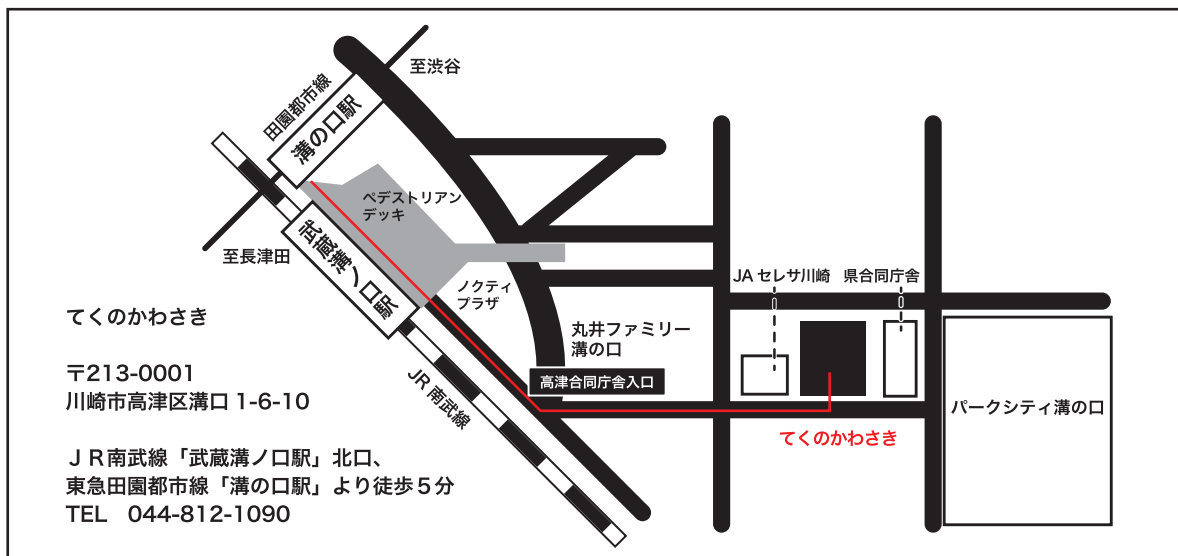 至渋谷
田園都市線
溝の口駅
ペデストリアン
デッキ
武蔵溝ノ口駅
至長津田
JA セレサ川崎
県合同庁舎
ノクティ
プラザ
てくのかわさき
丸井ファミリー
溝の口
〒213-0001
川崎市高津区溝口 1-6-10
高津合同庁舎入口
JR 南武線
パークシティ溝の口
てくのかわさき
ＪＲ南武線「武蔵溝ノ口駅」北口、
東急田園都市線「溝の口駅」より徒歩５分
TEL　044-812-1090